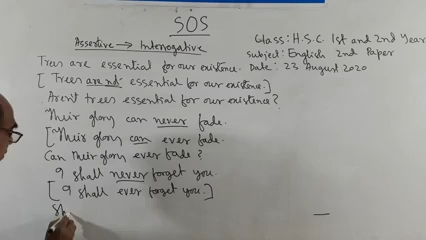 SOS
Class: H.S.C. 1st and 2nd Year
Assertive → Interrogative
Subject: English 2nd Paper
Date: 23 August 2020
Trees are essential for our existence.
[Trees are not essential for our existence.]
Aren't trees essential for our existence?
Their glory can never fade.
[Their glory can ever fade.
Can their glory ever fade?
I shall never forget you.
[I shall ever forget you.]
Sh